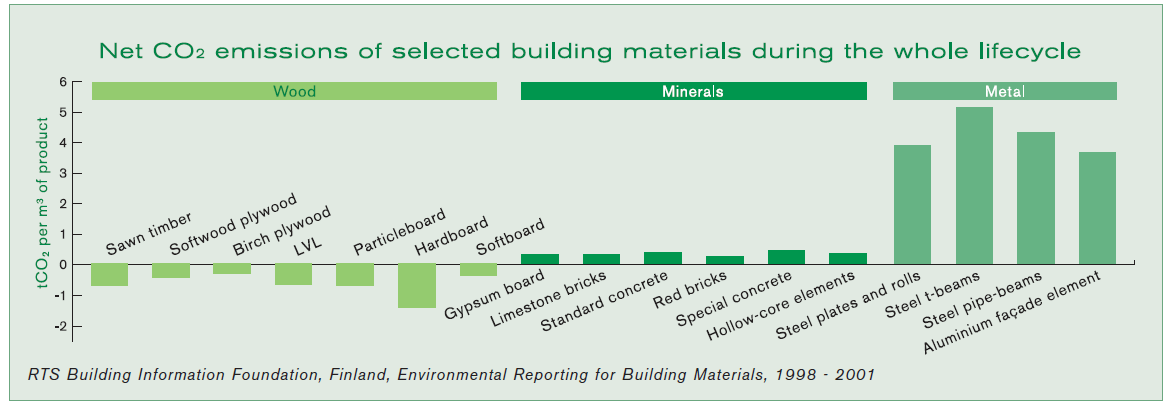 Net CO₂ emissions of selected building materials during the whole lifecycle
tCO₂ per m³ of product
6
5
4
3
2
1
0
-1
-2
Wood
Minerals
Metal
Sawn timber
Softwood plywood
Birch plywood
LVL
Particleboard
Hardboard
Softboard
Gypsum board
Limestone bricks
Standard concrete
Red bricks
Special concrete
Hollow-core elements
Steel plates and rolls
Steel t-beams
Steel pipe-beams
Aluminium façade element
RTS Building Information Foundation, Finland, Environmental Reporting for Building Materials, 1998 - 2001